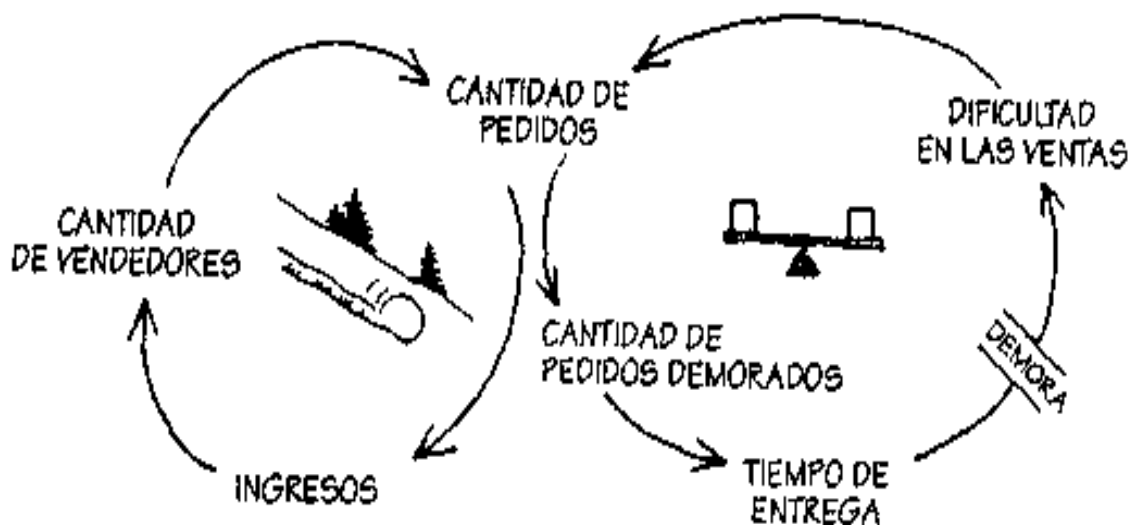 CANTIDAD DE
PEDIDOS
DIFICULTAD
EN LAS VENTAS
CANTIDAD
DE VENDEDORES
CANTIDAD DE
PEDIDOS DEMORADOS
DEMORA
INGRESOS
TIEMPO DE
ENTREGA